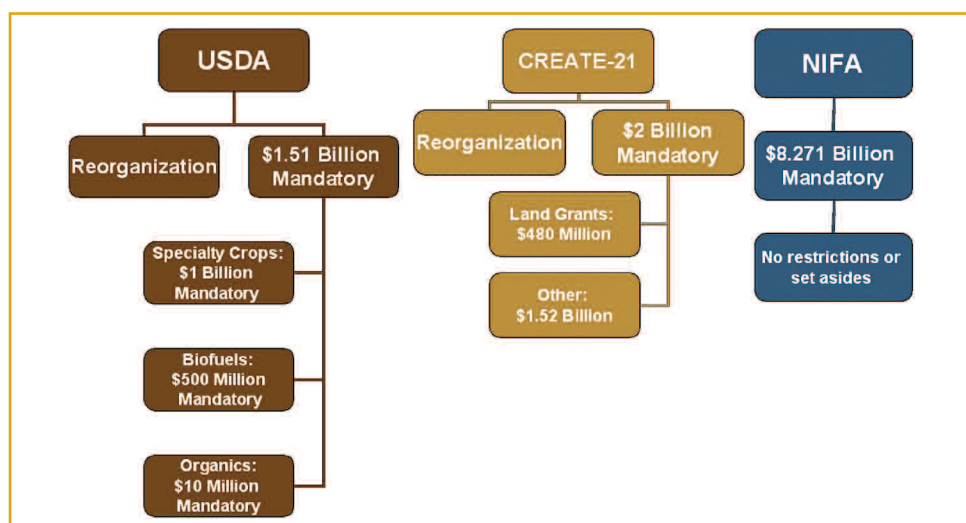 USDA
Reorganization
$1.51 Billion
Mandatory
Specialty Crops:
$1 Billion
Mandatory
Biofuels:
$500 Million
Mandatory
Organics:
$10 Million
Mandatory
CREATE-21
Reorganization
$2 Billion
Mandatory
Land Grants:
$480 Million
Other:
$1.52 Billion
NIFA
$8.271 Billion
Mandatory
No restrictions or
set asides